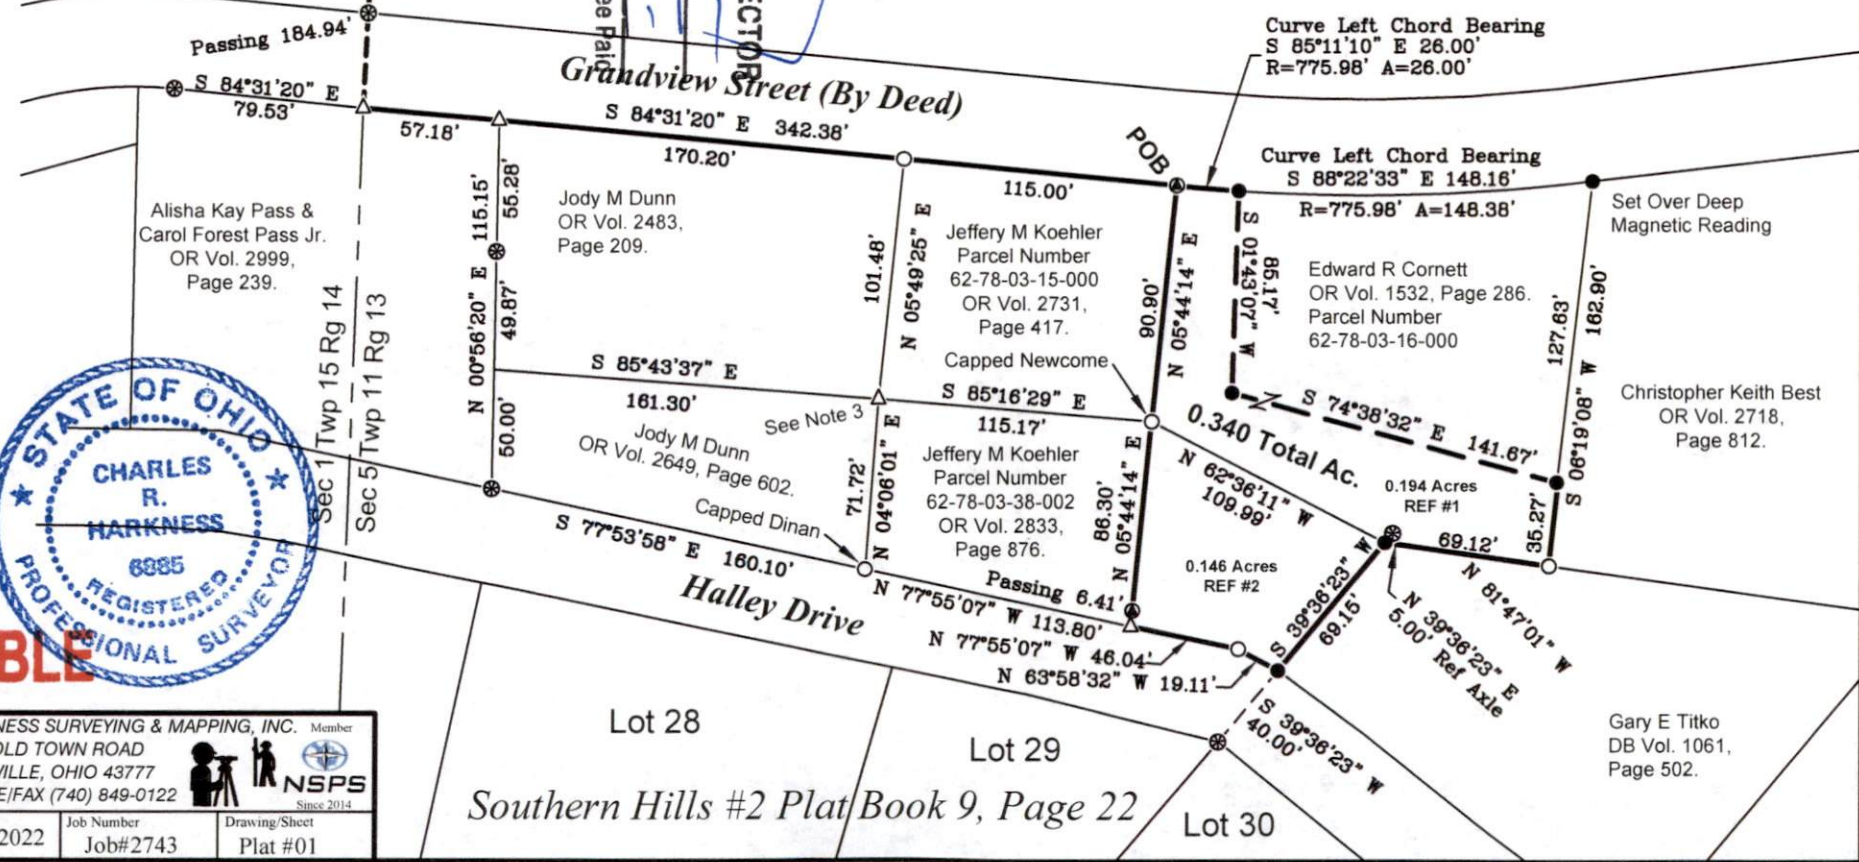 Passing 184.94'
S 84°31'20" E
79.53'
ee Paid
ECTOR
Grandview Street (By Deed)
S 84°31'20" E 342.38'
57.18'
170.20'
115.00'
POB
Curve Left Chord Bearing
S 85°11'10" E 26.00'
R=775.98' A=26.00'
Curve Left Chord Bearing
S 88°22'33" E 148.16'
R=775.98' A=148.38'
Set Over Deep
Magnetic Reading
Alisha Kay Pass &
Carol Forest Pass Jr.
OR Vol. 2999,
Page 239.
Sec 1 Twp 15 Rg 14
Sec 5 Twp 11 Rg 13
N 00°56'20" E 115.15'
55.28'
49.87'
50.00'
Jody M Dunn
OR Vol. 2483,
Page 209.
101.48'
N 05°49'25" E
Jeffery M Koehler
Parcel Number
62-78-03-15-000
OR Vol. 2731,
Page 417.
90.90'
N 05°44'14" E
S 01°43'07" W
85.17'
Edward R Cornett
OR Vol. 1532, Page 286.
Parcel Number
62-78-03-16-000
127.63'
S 06°19'08" W 162.90'
Christopher Keith Best
OR Vol. 2718,
Page 812.
Capped Newcome
S 85°43'37" E
161.30'
See Note 3
S 85°16'29" E
115.17'
Jody M Dunn
OR Vol. 2649, Page 602.
Capped Dinan
71.72'
N 04°06'01" E
Jeffery M Koehler
Parcel Number
62-78-03-38-002
OR Vol. 2833,
Page 876.
86.30'
N 05°44'14" E
0.340 Total Ac.
S 74°38'32" E 141.67'
N 62°36'11" W
109.99'
0.194 Acres
REF #1
35.27'
69.12'
N 81°47'01" W
0.146 Acres
REF #2
S 39°36'23" W
69.15'
N 39°36'23" E
5.00' Ref Axle
S 77°53'58" E 160.10'
Halley Drive
Passing 6.41'
N 77°55'07" W 113.80'
N 77°55'07" W 46.04'
N 63°58'32" W 19.11'
S 39°36'23" W
40.00'
Gary E Titko
DB Vol. 1061,
Page 502.
Lot 28
Lot 29
Lot 30
Southern Hills #2 Plat Book 9, Page 22
STATE OF OHIO
CHARLES
R.
HARKNESS
6885
REGISTERED
PROFESSIONAL SURVEYOR
BLE
NESS SURVEYING & MAPPING, INC.
OLD TOWN ROAD
VILLE, OHIO 43777
E/FAX (740) 849-0122
Member
NSPS
Since 2014
2022
Job Number
Job#2743
Drawing/Sheet
Plat #01